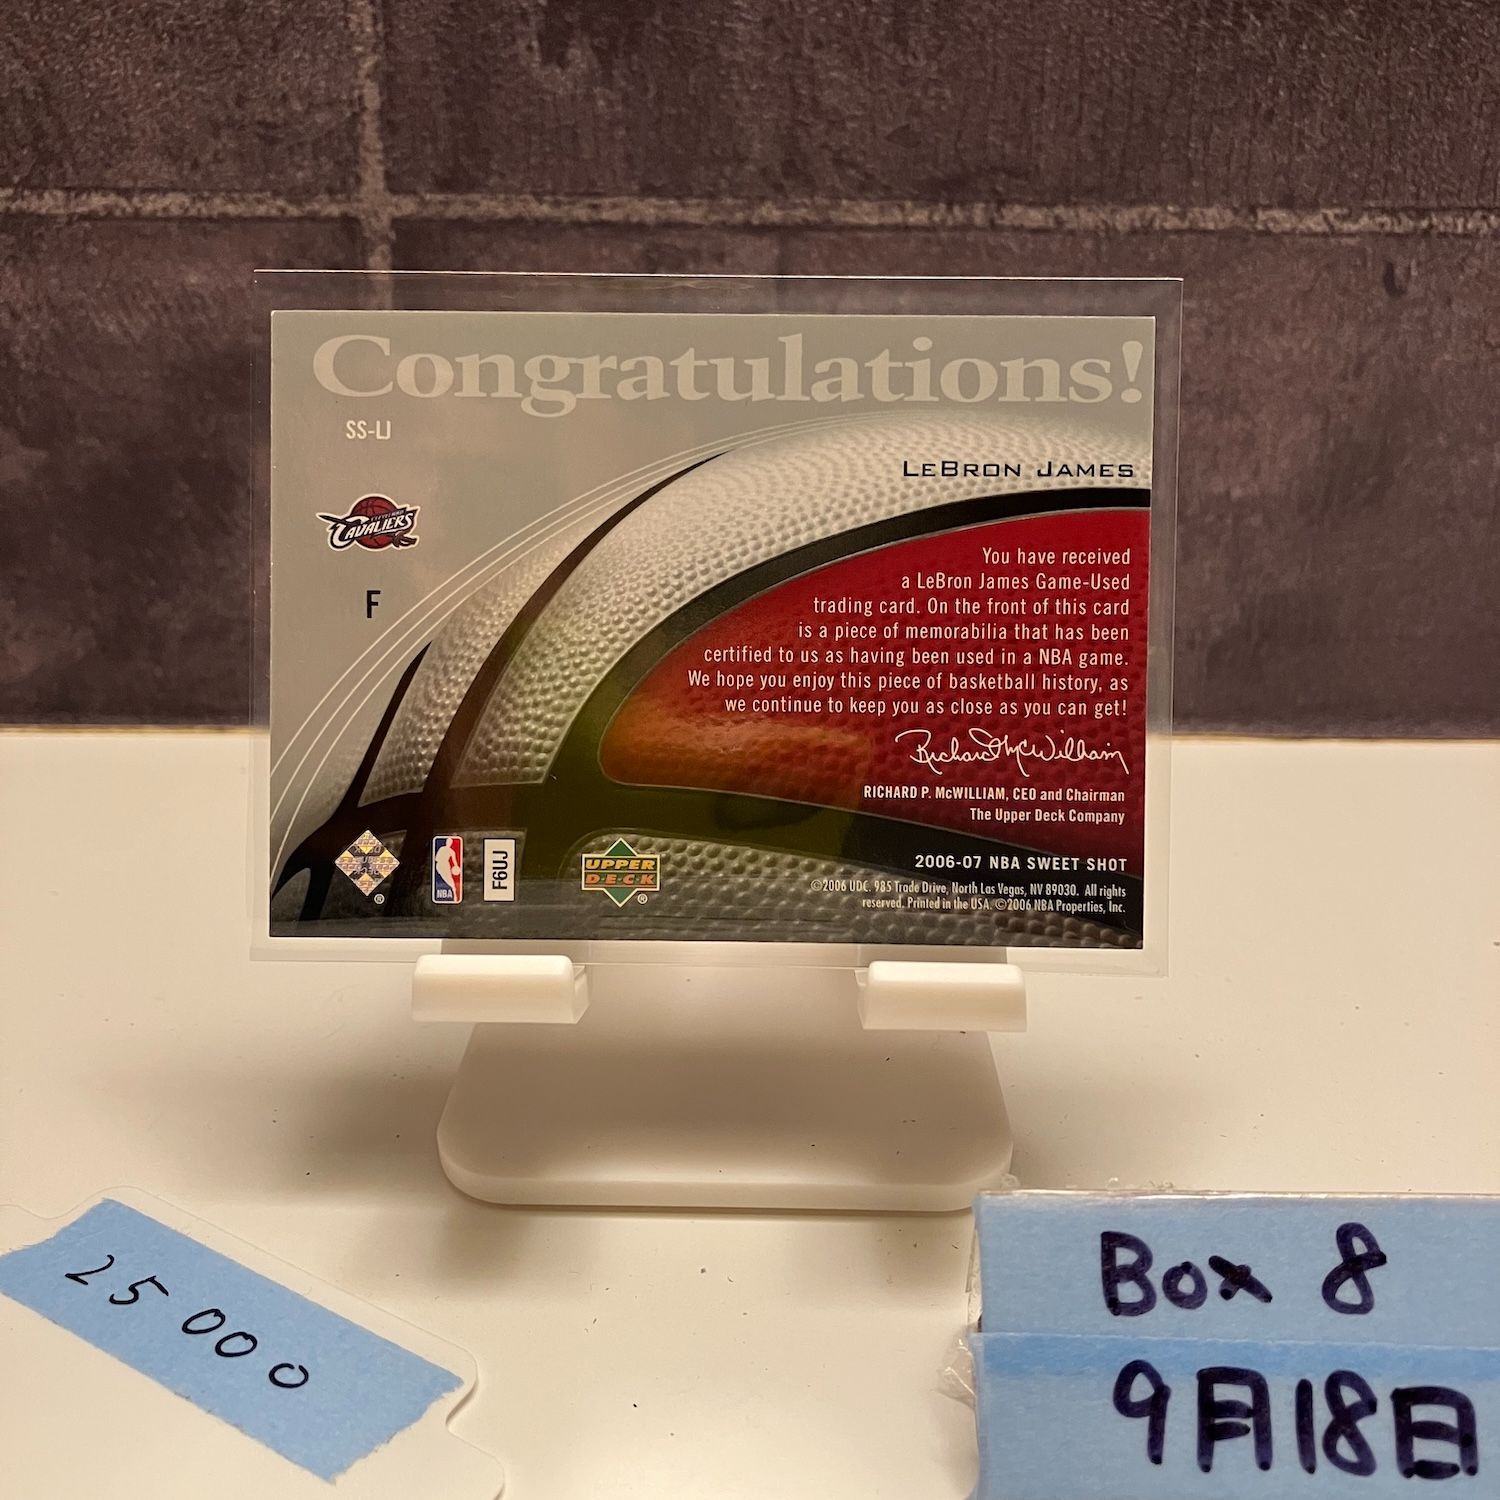 Congratulations!
SS-LJ
LEBRON JAMES
CAVALIERS
F
You have received
a LeBron James Game-Used
trading card. On the front of this card
is a piece of memorabilia that has been
certified to us as having been used in a NBA game.
We hope you enjoy this piece of basketball history, as
we continue to keep you as close as you can get!
Richard McWilliam
RICHARD P. McWILLIAM, CEO and Chairman
The Upper Deck Company
2006-07 NBA SWEET SHOT
©2006 UDC. 985 Trade Drive, North Las Vegas, NV 89030. All rights
reserved. Printed in the USA. ©2006 NBA Properties, Inc.
®
NBA
F6UJ
UPPER
D·E·C·K
®
25000
Box 8
9月18日